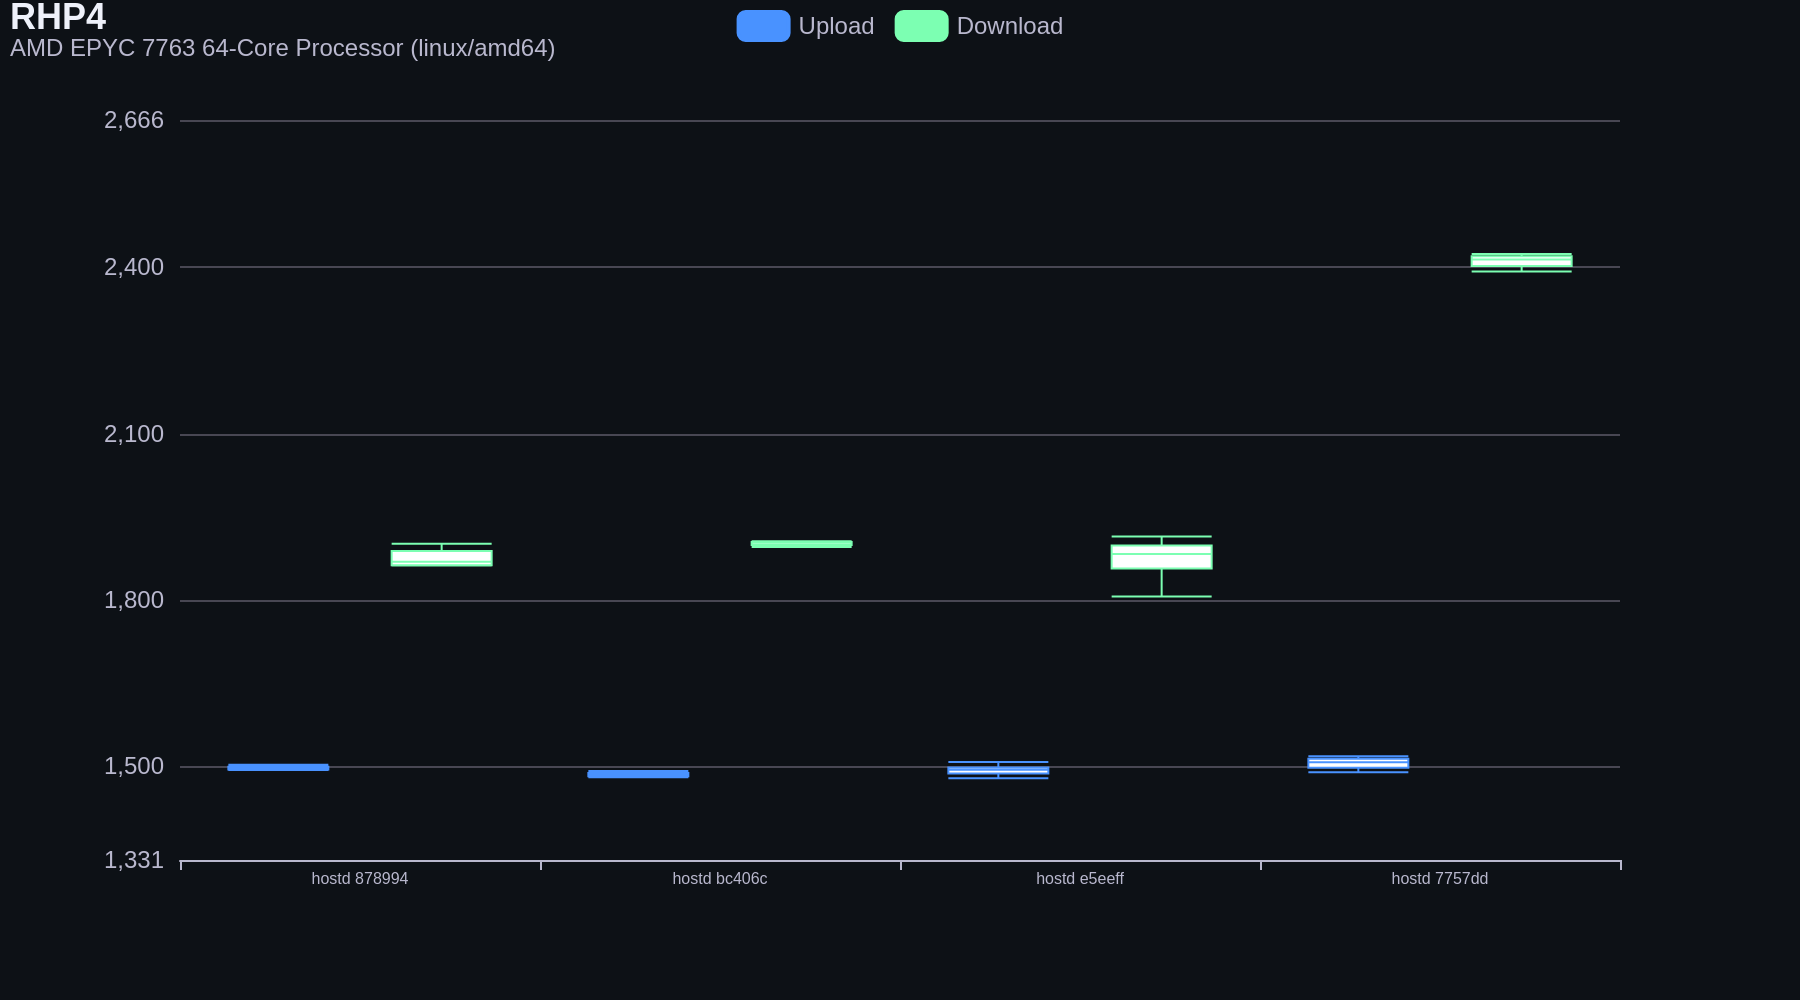 RHP4
AMD EPYC 7763 64-Core Processor (linux/amd64)
Upload
Download
2,666
2,400
2,100
1,800
1,500
1,331
hostd 878994
hostd bc406c
hostd e5eeff
hostd 7757dd